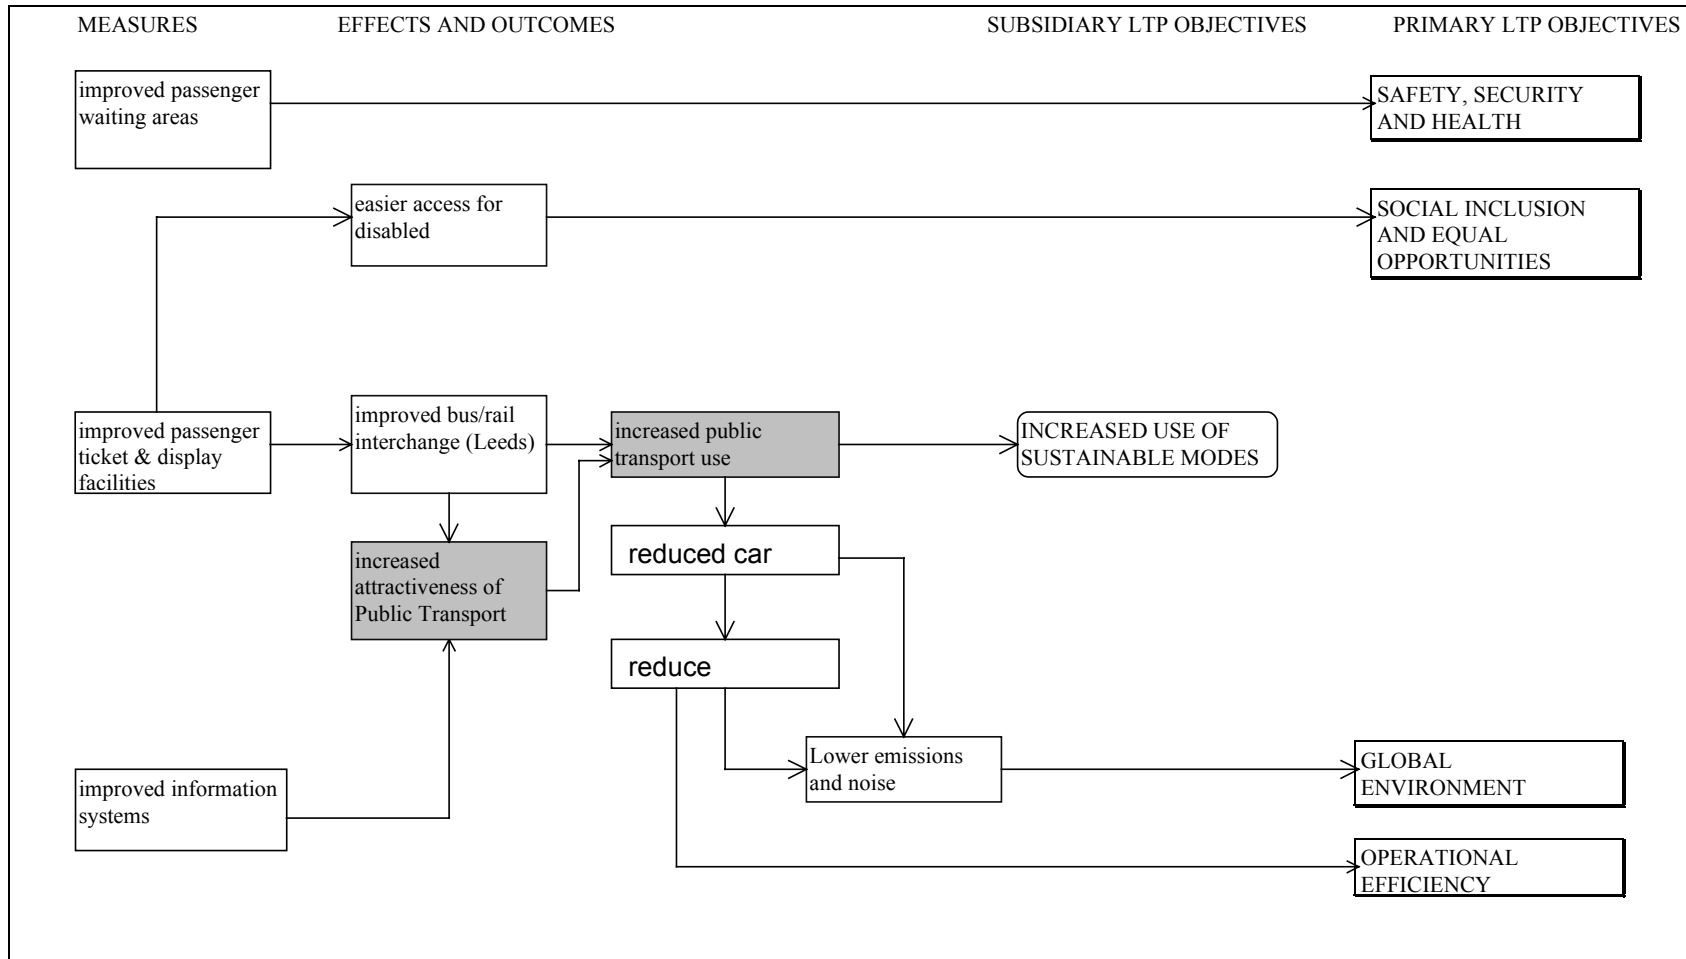 MEASURES
EFFECTS AND OUTCOMES
SUBSIDIARY LTP OBJECTIVES
PRIMARY LTP OBJECTIVES
improved passenger
waiting areas
SAFETY, SECURITY
AND HEALTH
easier access for
disabled
SOCIAL INCLUSION
AND EQUAL
OPPORTUNITIES
improved passenger
ticket & display
facilities
improved bus/rail
interchange (Leeds)
increased public
transport use
INCREASED USE OF
SUSTAINABLE MODES
increased
attractiveness of
Public Transport
reduced car
reduce
improved information
systems
Lower emissions
and noise
GLOBAL
ENVIRONMENT
OPERATIONAL
EFFICIENCY